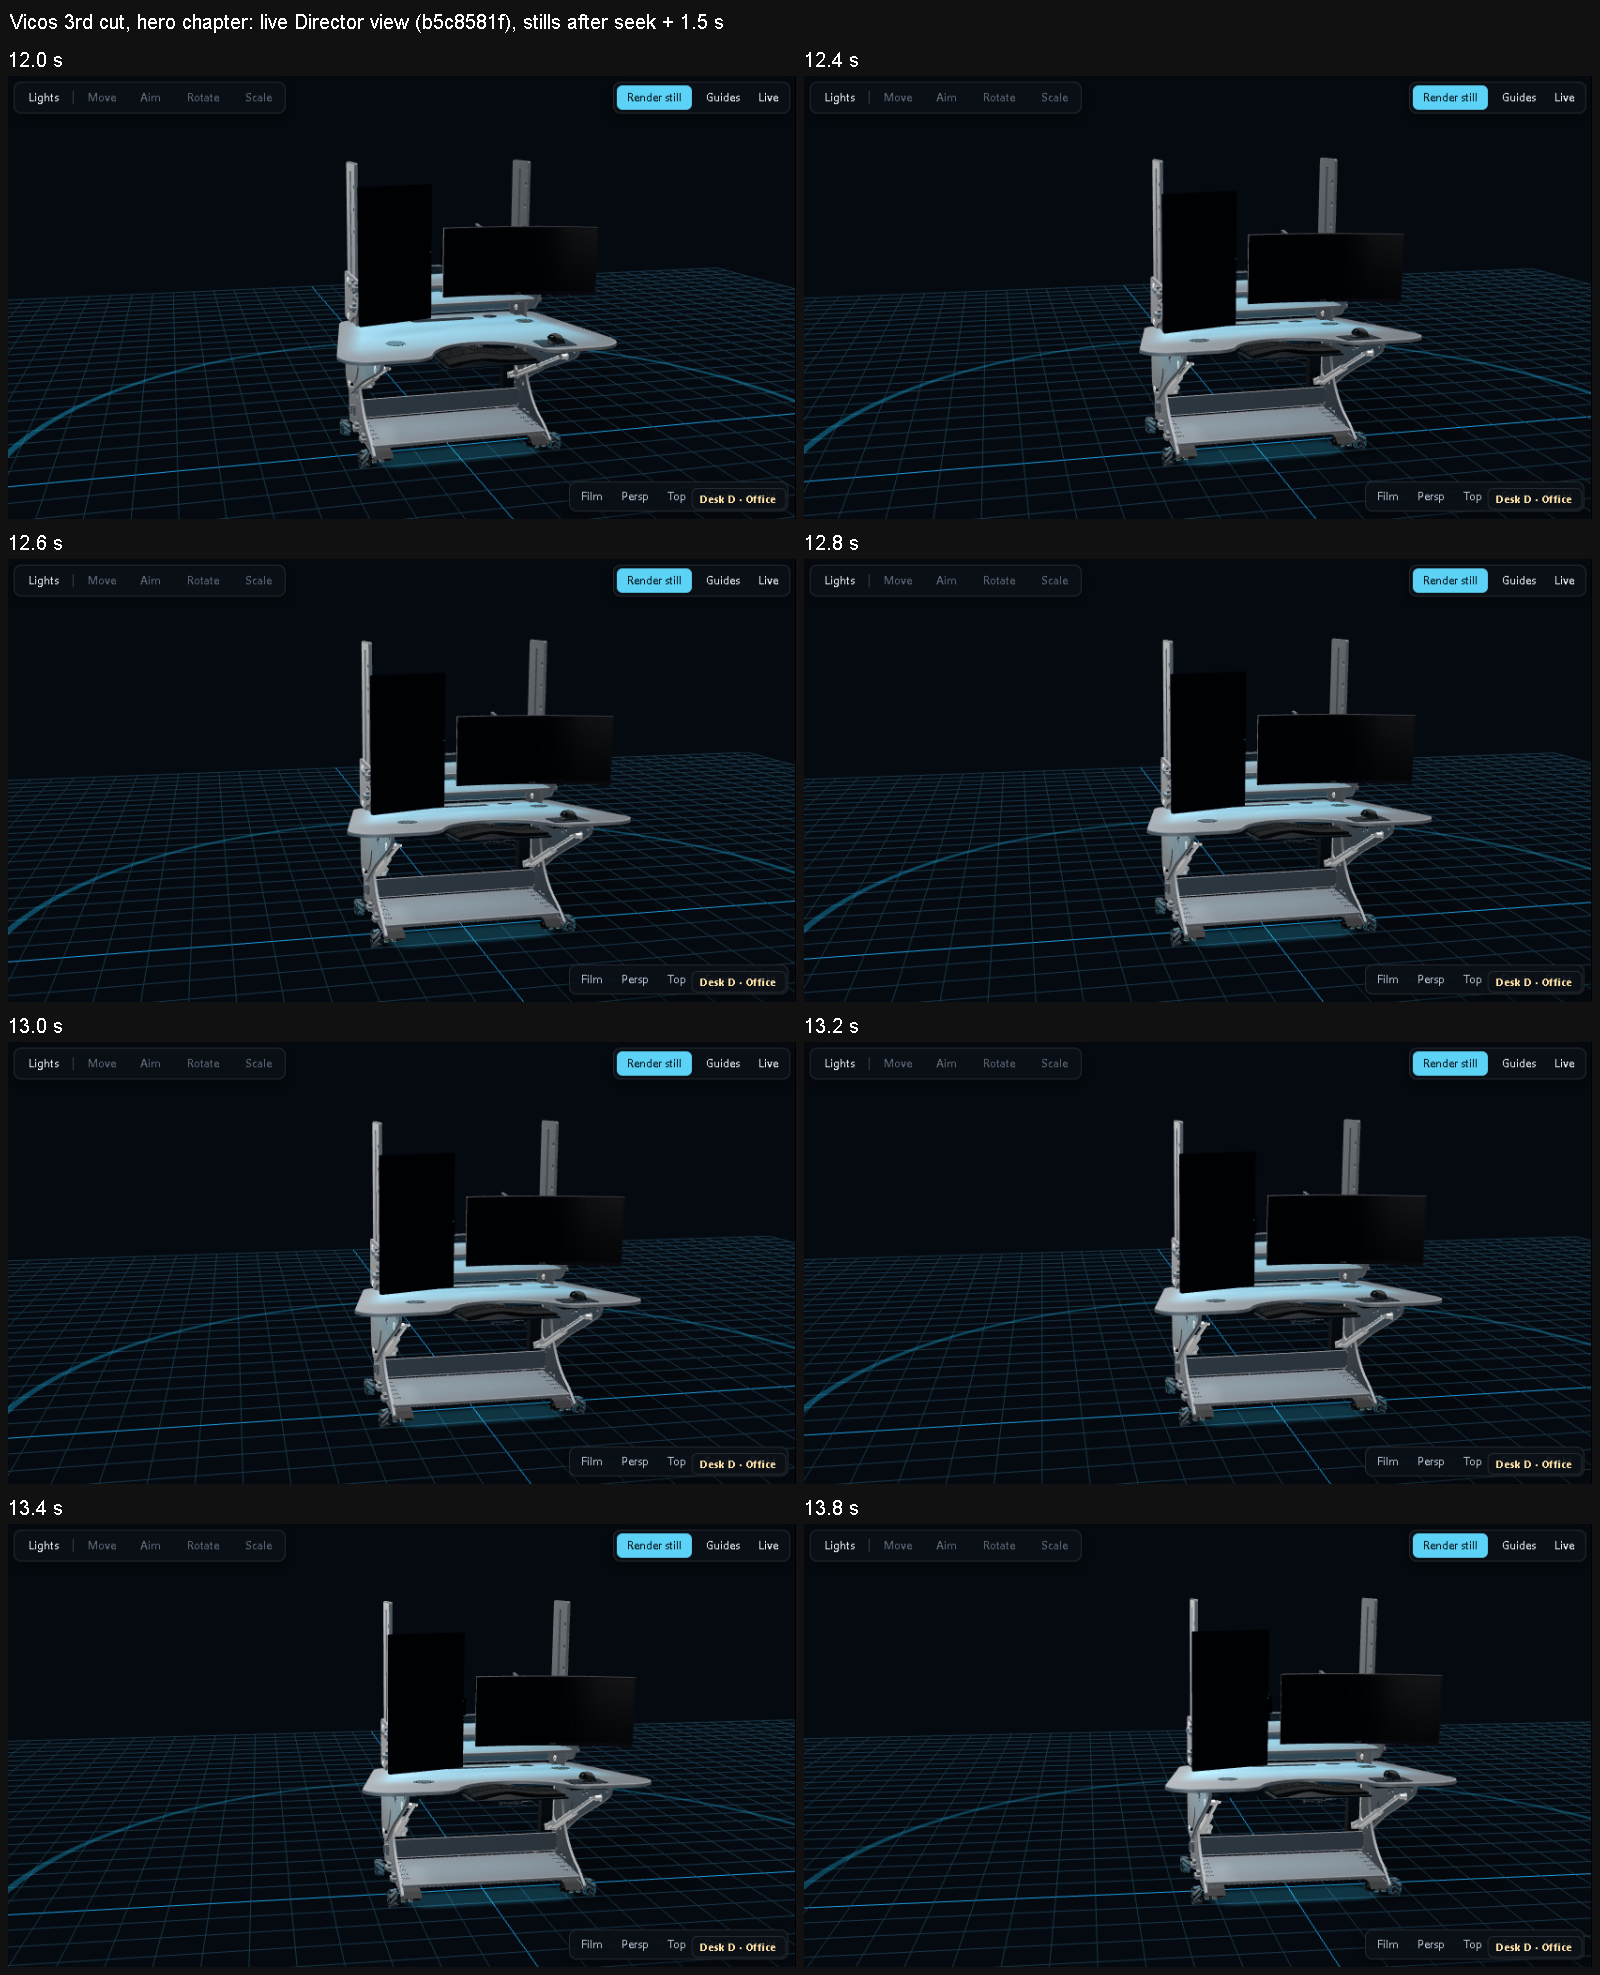 Vicos 3rd cut, hero chapter: live Director view (b5c8581f), stills after seek + 1.5 s
12.0 s
Lights | Move Aim Rotate Scale
Render still Guides Live
Film Persp Top Desk D · Office
12.4 s
Lights | Move Aim Rotate Scale
Render still Guides Live
Film Persp Top Desk D · Office
12.6 s
Lights | Move Aim Rotate Scale
Render still Guides Live
Film Persp Top Desk D · Office
12.8 s
Lights | Move Aim Rotate Scale
Render still Guides Live
Film Persp Top Desk D · Office
13.0 s
Lights | Move Aim Rotate Scale
Render still Guides Live
Film Persp Top Desk D · Office
13.2 s
Lights | Move Aim Rotate Scale
Render still Guides Live
Film Persp Top Desk D · Office
13.4 s
Lights | Move Aim Rotate Scale
Render still Guides Live
Film Persp Top Desk D · Office
13.8 s
Lights | Move Aim Rotate Scale
Render still Guides Live
Film Persp Top Desk D · Office